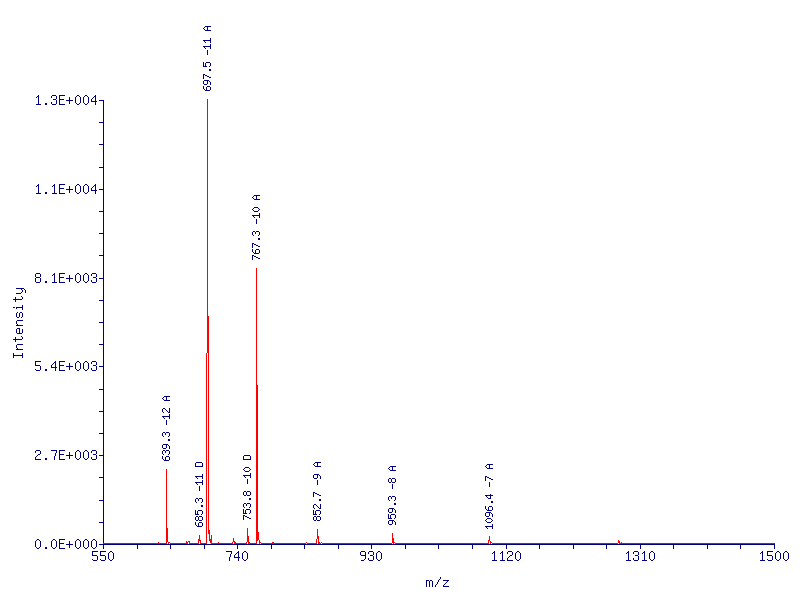 697.5 -11 A
1.3E+004
1.1E+004
767.3 -10 A
8.1E+003
Intensity
5.4E+003
639.3 -12 A
2.7E+003
685.3 -11 D
753.8 -10 D
852.7 -9 A
959.3 -8 A
1096.4 -7 A
0.0E+000
550 740 930 1120 1310 1500
m/z